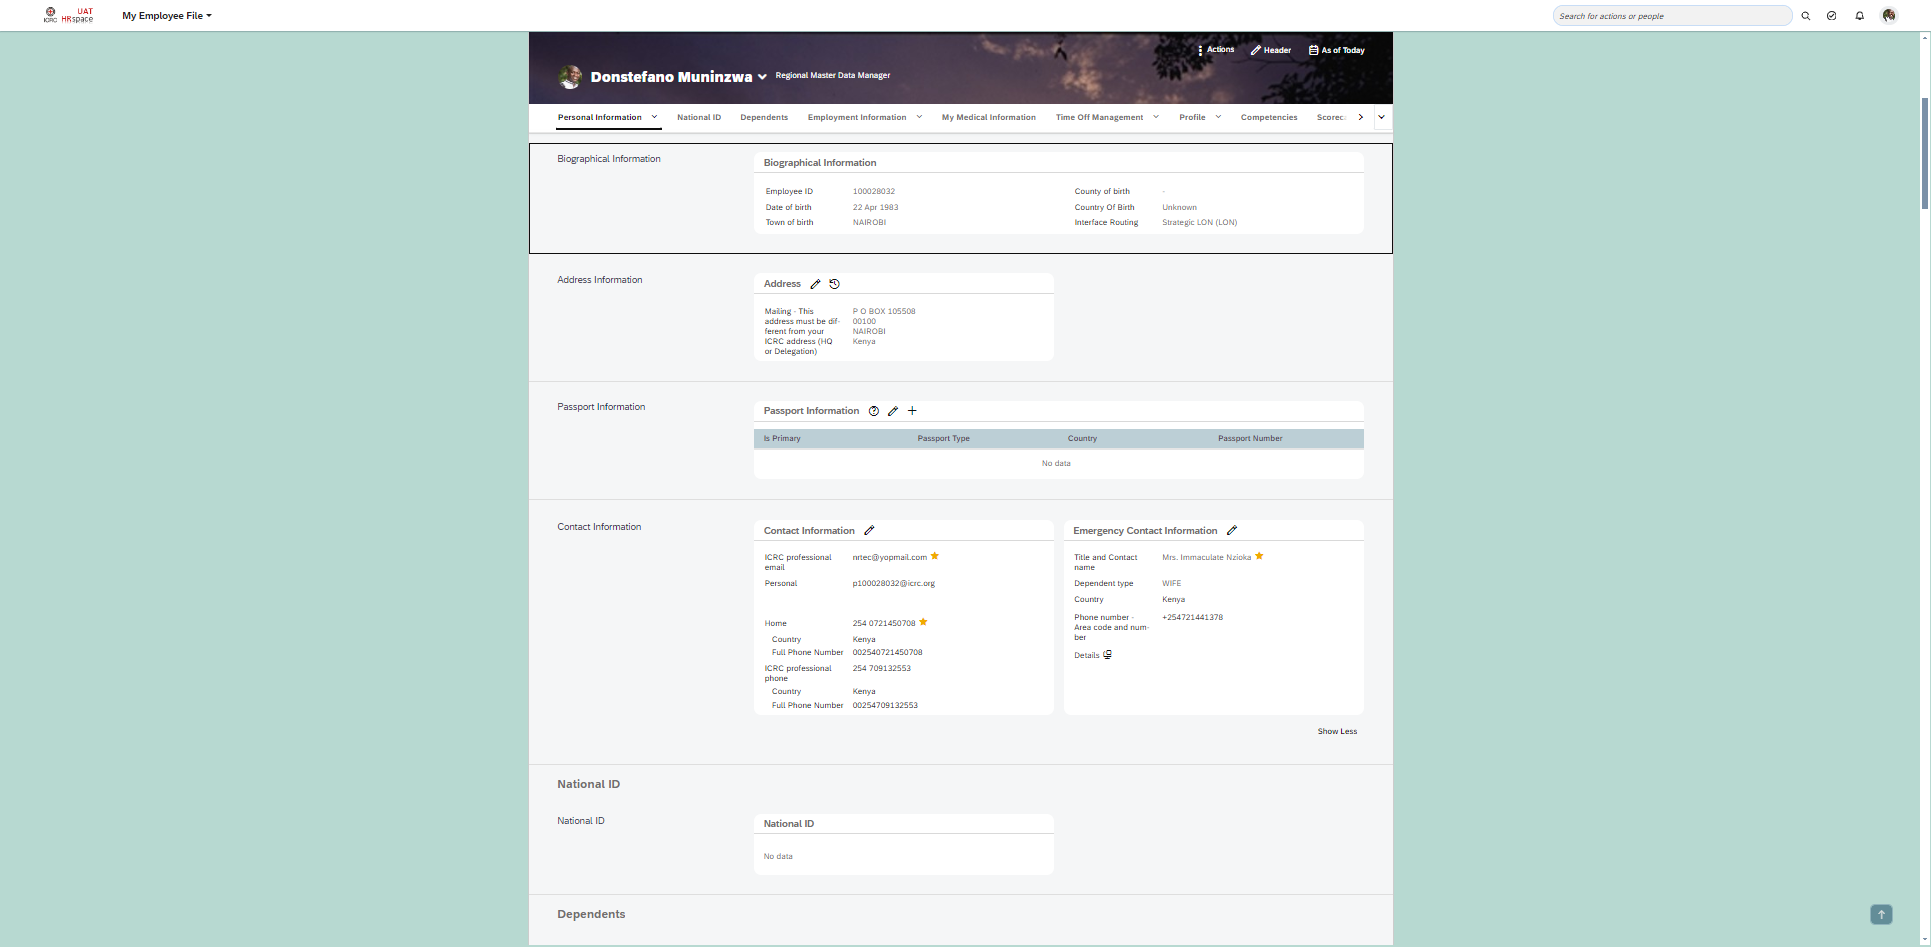 UAT
ICRC HRspace
My Employee File
Search for actions or people
Actions
Header
As of Today
Donstefano Muninzwa
Regional Master Data Manager
Personal Information
National ID
Dependents
Employment Information
My Medical Information
Time Off Management
Profile
Competencies
Scorec
Biographical Information
Biographical Information
Employee ID 100028032
County of birth -
Date of birth 22 Apr 1983
Country Of Birth Unknown
Town of birth NAIROBI
Interface Routing Strategic LON (LON)
Address Information
Address
Mailing - This P O BOX 105508
address must be dif- 00100
ferent from your NAIROBI
ICRC address (HQ Kenya
or Delegation)
Passport Information
Passport Information
Is Primary Passport Type Country Passport Number
No data
Contact Information
Contact Information
ICRC professional nrtec@yopmail.com
email
Personal p100028032@icrc.org
Home 254 0721450708
Country Kenya
Full Phone Number 002540721450708
ICRC professional 254 709132553
phone
Country Kenya
Full Phone Number 00254709132553
Emergency Contact Information
Title and Contact Mrs. Immaculate Nzioka
name
Dependent type WIFE
Country Kenya
Phone number - +254721441378
Area code and num-
ber
Details
Show Less
National ID
National ID
National ID
No data
Dependents